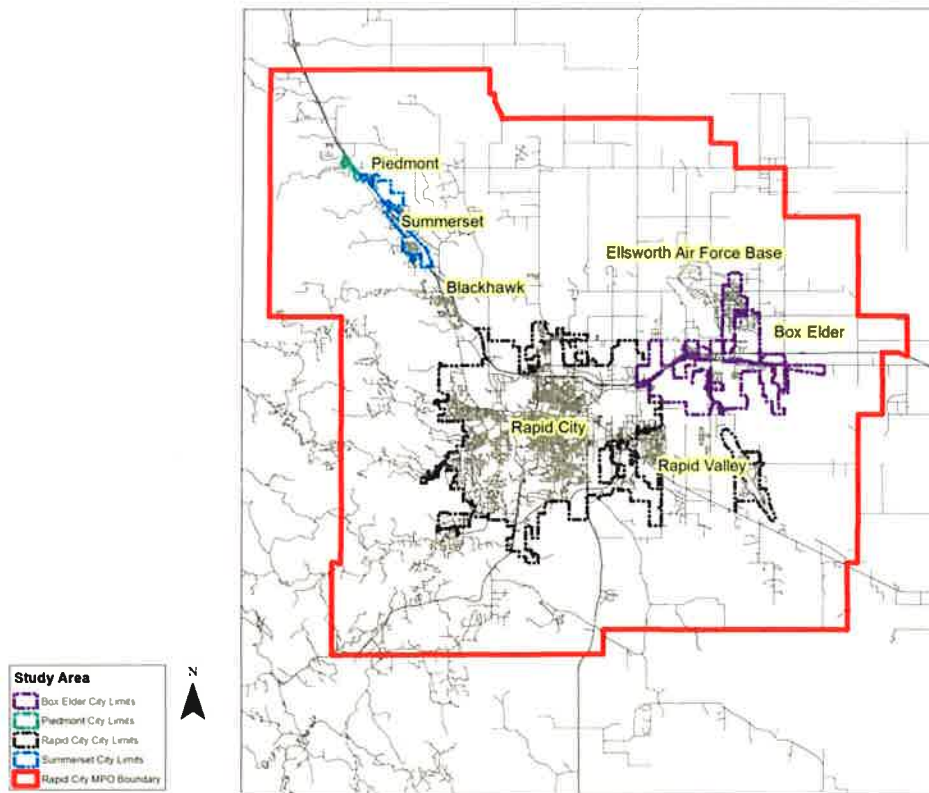 Piedmont
Summerset
Ellsworth Air Force Base
Blackhawk
Box Elder
Rapid City
Rapid Valley
N
Study Area
Box Elder City Limits
Piedmont City Limits
Rapid City City Limits
Summerset City Limits
Rapid City MPO Boundary